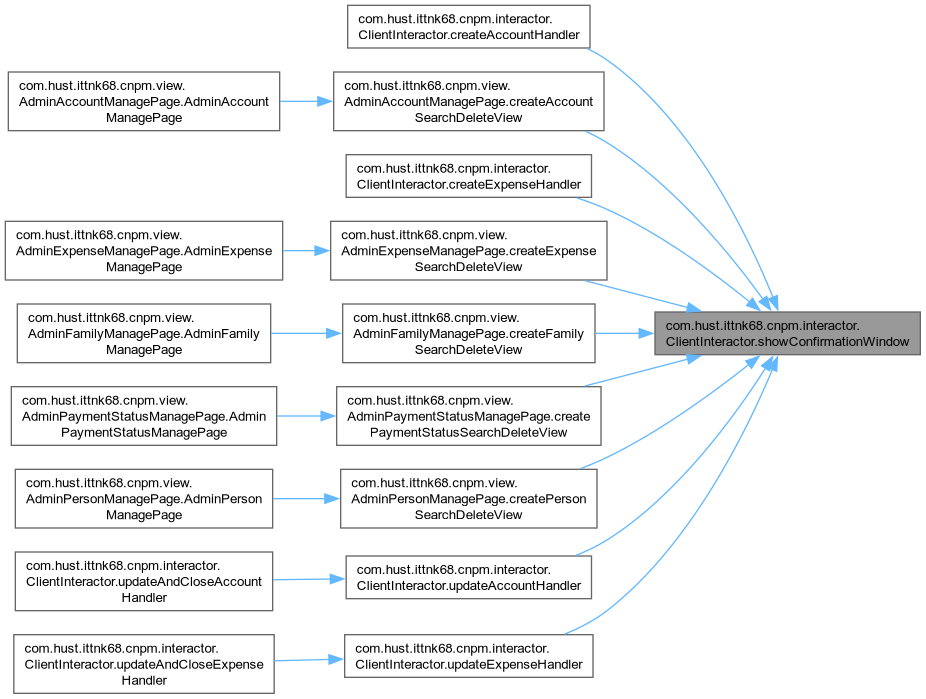 com.hust.ittnk68.cnpm.interactor.
ClientInteractor.createAccountHandler
com.hust.ittnk68.cnpm.view.
AdminAccountManagePage.AdminAccount
ManagePage
com.hust.ittnk68.cnpm.view.
AdminAccountManagePage.createAccount
SearchDeleteView
com.hust.ittnk68.cnpm.interactor.
ClientInteractor.createExpenseHandler
com.hust.ittnk68.cnpm.view.
AdminExpenseManagePage.AdminExpense
ManagePage
com.hust.ittnk68.cnpm.view.
AdminExpenseManagePage.createExpense
SearchDeleteView
com.hust.ittnk68.cnpm.view.
AdminFamilyManagePage.AdminFamily
ManagePage
com.hust.ittnk68.cnpm.view.
AdminFamilyManagePage.createFamily
SearchDeleteView
com.hust.ittnk68.cnpm.interactor.
ClientInteractor.showConfirmationWindow
com.hust.ittnk68.cnpm.view.
AdminPaymentStatusManagePage.Admin
PaymentStatusManagePage
com.hust.ittnk68.cnpm.view.
AdminPaymentStatusManagePage.create
PaymentStatusSearchDeleteView
com.hust.ittnk68.cnpm.view.
AdminPersonManagePage.AdminPerson
ManagePage
com.hust.ittnk68.cnpm.view.
AdminPersonManagePage.createPerson
SearchDeleteView
com.hust.ittnk68.cnpm.interactor.
ClientInteractor.updateAndCloseAccount
Handler
com.hust.ittnk68.cnpm.interactor.
ClientInteractor.updateAccountHandler
com.hust.ittnk68.cnpm.interactor.
ClientInteractor.updateAndCloseExpense
Handler
com.hust.ittnk68.cnpm.interactor.
ClientInteractor.updateExpenseHandler